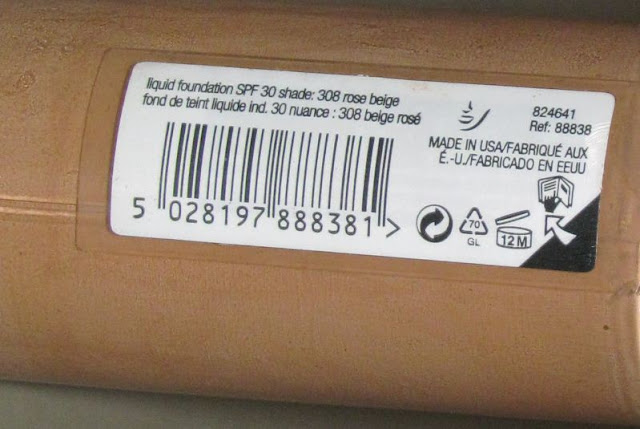 liquid foundation SPF 30 shade: 308 rose beige
fond de teint liquide ind. 30 nuance : 308 beige rosé
824641
Ref: 88838
MADE IN USA/FABRIQUÉ AUX
É.-U./FABRICADO EN EEUU
5 028197 888381 >
70
GL
12 M